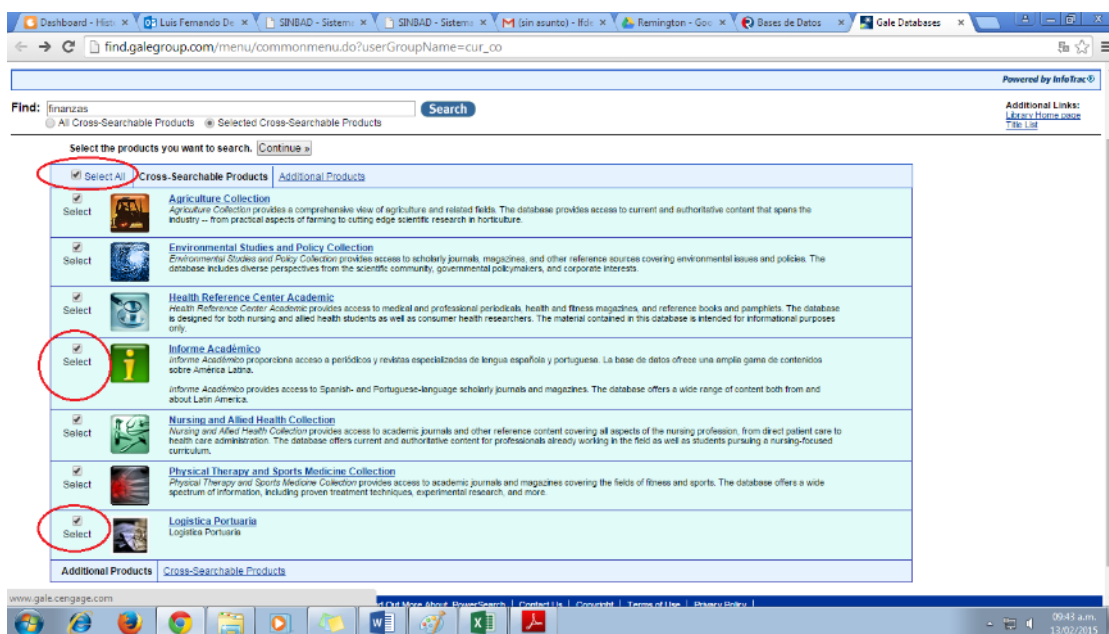 Dashboard - Histo
Luis Fernando De
SINBAD - Sistema
SINBAD - Sistema
(sin asunto) - lfde
Remington - Goo
Bases de Datos
Gale Databases
find.galegroup.com/menu/commonmenu.do?userGroupName=cur_co
Powered by InfoTrac®
Find: finanzas Search
All Cross-Searchable Products Selected Cross-Searchable Products
Additional Links:
Library Home page
Title List
Select the products you want to search. Continue »
Select All Cross-Searchable Products Additional Products
Select
Agriculture Collection
Agriculture Collection provides a comprehensive view of agriculture and related fields. The database provides access to current and authoritative content that spans the
industry -- from practical aspects of farming to cutting edge scientific research in horticulture.
Select
Environmental Studies and Policy Collection
Environmental Studies and Policy Collection provides access to scholarly journals, magazines, and other reference sources covering environmental issues and policies. The
database includes diverse perspectives from the scientific community, governmental policymakers, and corporate interests.
Select
Health Reference Center Academic
Health Reference Center Academic provides access to medical and professional periodicals, health and fitness magazines, and reference books and pamphlets. The database
is designed for both nursing and allied health students as well as consumer health researchers. The material contained in this database is intended for informational purposes
only.
Select
Informe Académico
Informe Académico proporciona acceso a periódicos y revistas especializadas de lengua española y portuguese. La base de datos ofrece una amplia gama de contenidos
sobre América Latina.
Informe Académico provides access to Spanish- and Portuguese-language scholarly journals and magazines. The database offers a wide range of content both from and
about Latin America.
Select
Nursing and Allied Health Collection
Nursing and Allied Health Collection provides access to academic journals and other reference content covering all aspects of the nursing profession, from direct patient care to
health care administration. The database offers current and authoritative content for professionals already working in the field as well as students pursuing a nursing-focused
curriculum.
Select
Physical Therapy and Sports Medicine Collection
Physical Therapy and Sports Medicine Collection provides access to academic journals and magazines covering the fields of fitness and sports. The database offers a wide
spectrum of information, including proven treatment techniques, experimental research, and more.
Select
Logistica Portuaria
Logistica Portuaria
Additional Products Cross-Searchable Products
www.gale.cengage.com
Out More About PowerSearch | Contact Us | Copyright | Terms of Use | Privacy Policy |
09:43 a.m.
13/02/2015